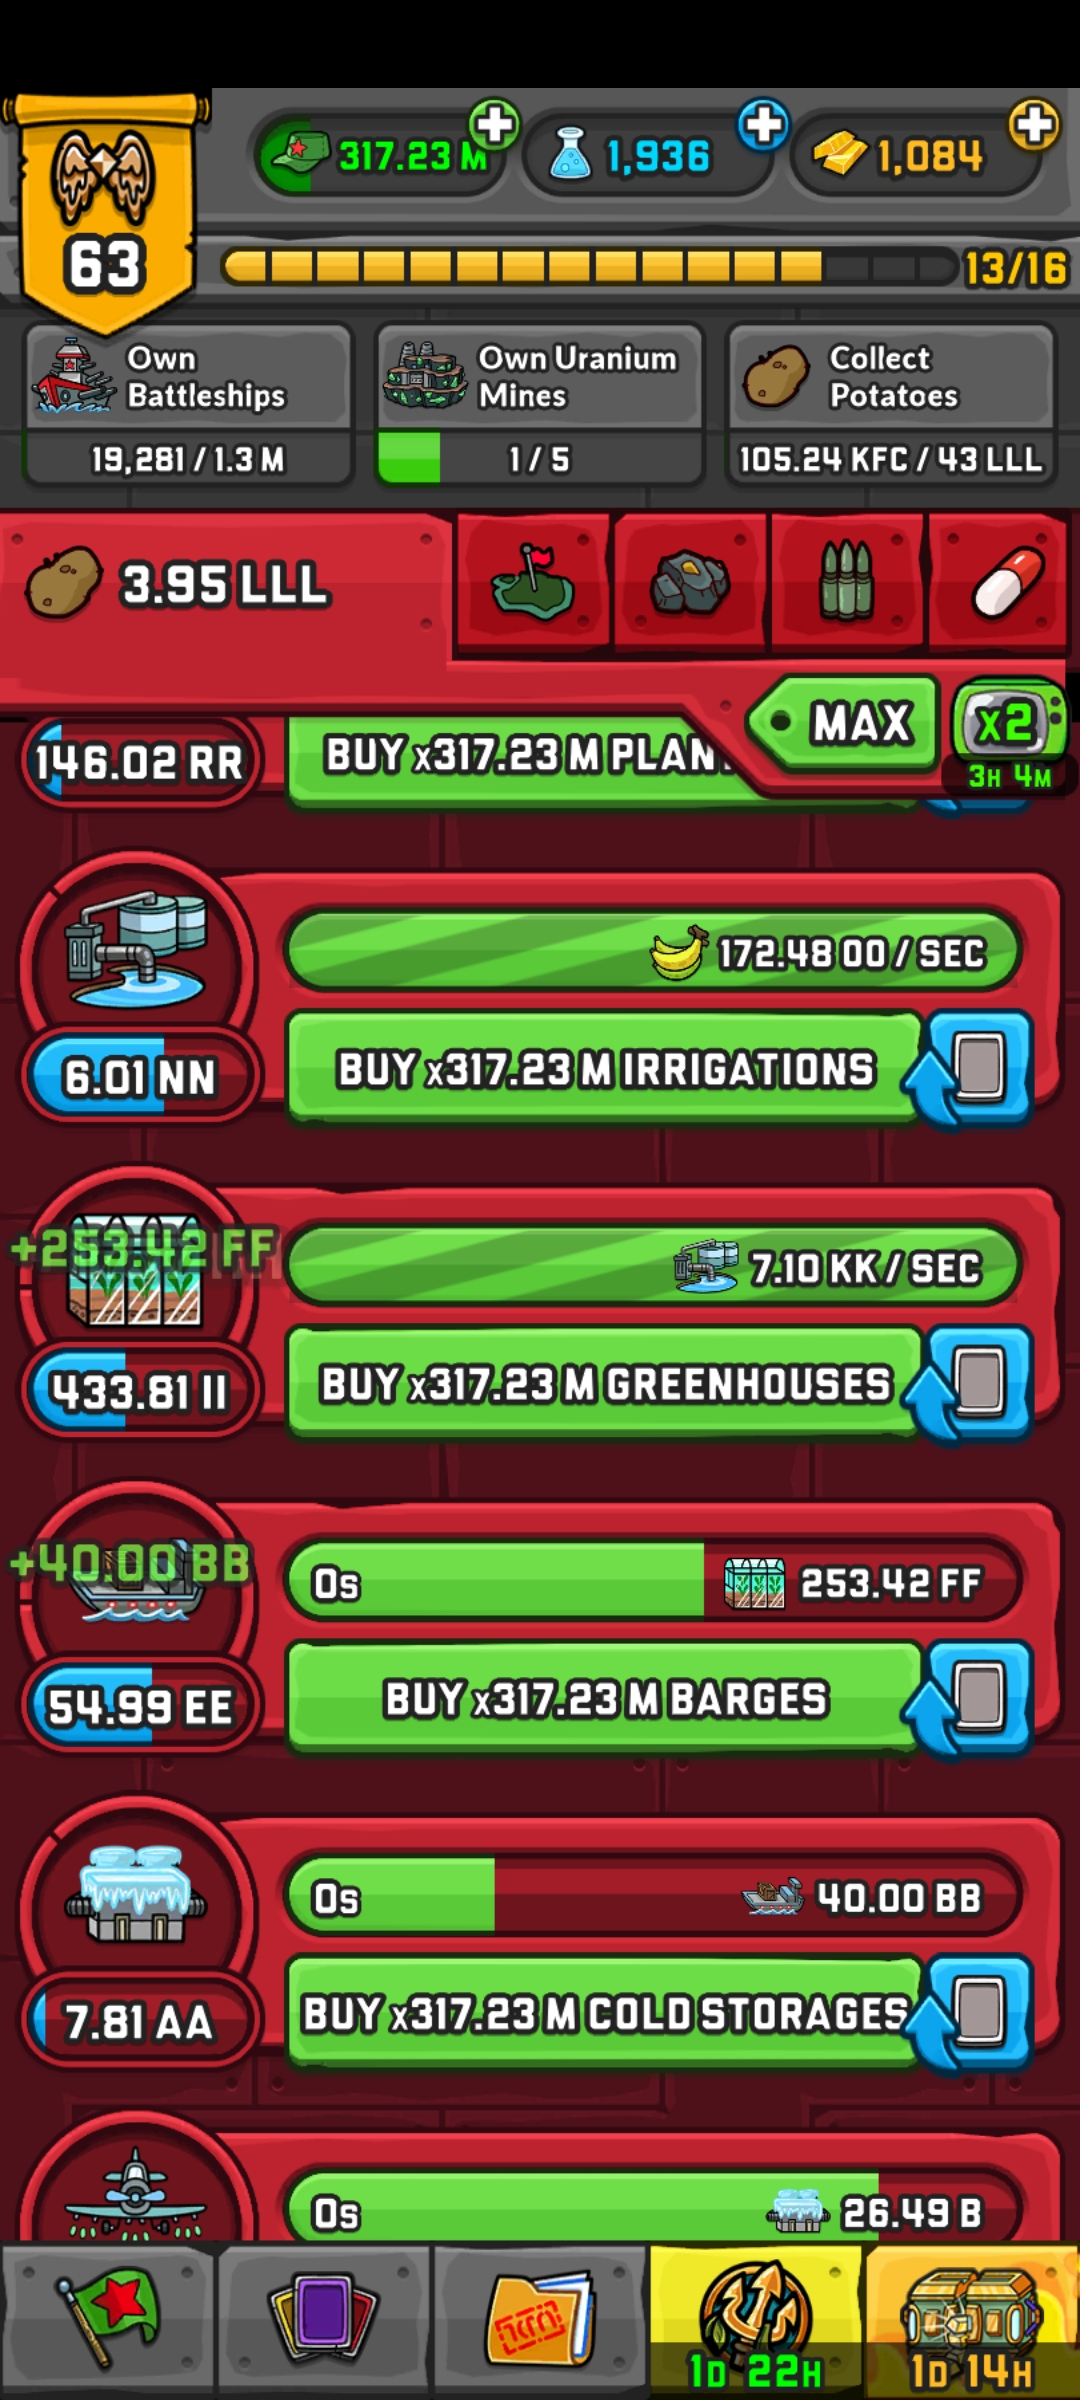 317.23 M
1,936
1,084
63
13/16
Own
Battleships
19,281 / 1.3 M
Own Uranium
Mines
1 / 5
Collect
Potatoes
105.24 KFC / 43 LLL
3.95 LLL
MAX
x2
3H 4M
146.02 RR
BUY x317.23 M PLAN
172.48 OO / SEC
6.01 NN
BUY x317.23 M IRRIGATIONS
+253.42 FF
7.10 KK / SEC
433.81 II
BUY x317.23 M GREENHOUSES
+40.00 BB
0s
253.42 FF
54.99 EE
BUY x317.23 M BARGES
0s
40.00 BB
7.81 AA
BUY x317.23 M COLD STORAGES
0s
26.49 B
1D 22H
1D 14H